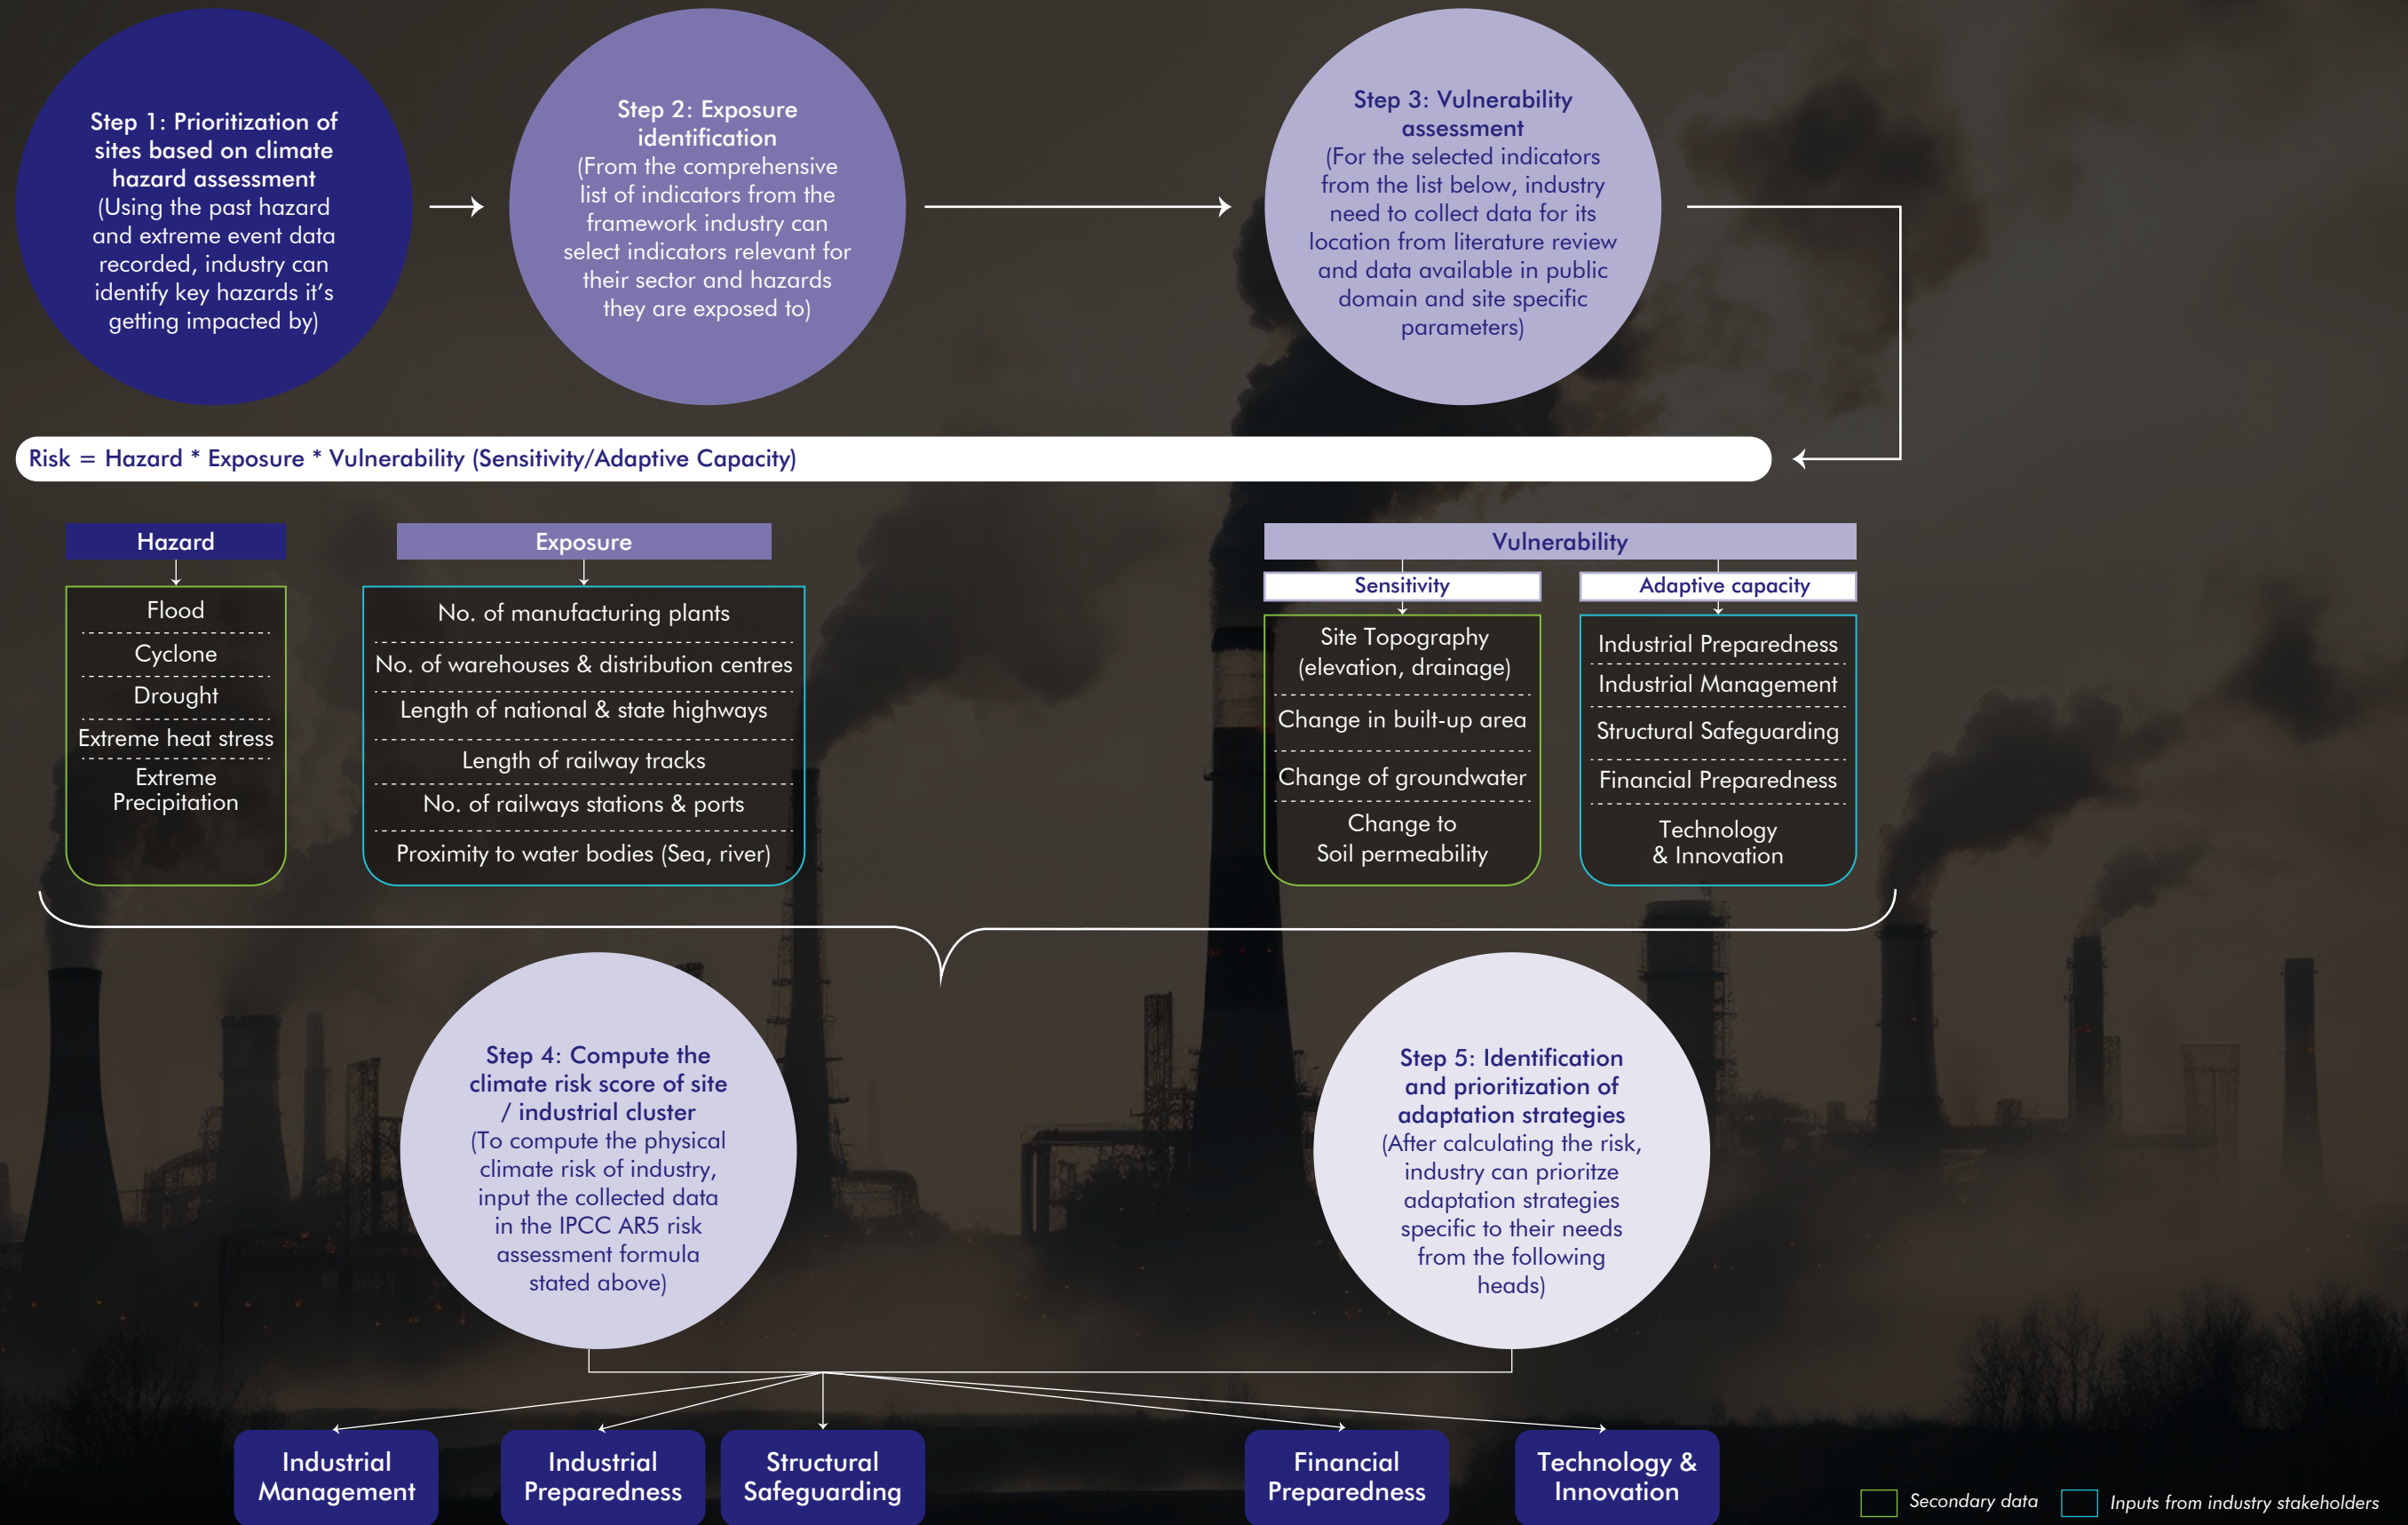 Step 1: Prioritization of
sites based on climate
hazard assessment
(Using the past hazard
and extreme event data
recorded, industry can
identify key hazards it's
getting impacted by)
Step 2: Exposure
identification
(From the comprehensive
list of indicators from the
framework industry can
select indicators relevant for
their sector and hazards
they are exposed to)
Step 3: Vulnerability
assessment
(For the selected indicators
from the list below, industry
need to collect data for its
location from literature review
and data available in public
domain and site specific
parameters)
Risk = Hazard * Exposure * Vulnerability (Sensitivity/Adaptive Capacity)
Hazard
Flood
Cyclone
Drought
Extreme heat stress
Extreme
Precipitation
Exposure
No. of manufacturing plants
No. of warehouses & distribution centres
Length of national & state highways
Length of railway tracks
No. of railways stations & ports
Proximity to water bodies (Sea, river)
Vulnerability
Sensitivity
Site Topography
(elevation, drainage)
Change in built-up area
Change of groundwater
Change to
Soil permeability
Adaptive capacity
Industrial Preparedness
Industrial Management
Structural Safeguarding
Financial Preparedness
Technology
& Innovation
Step 4: Compute the
climate risk score of site
/ industrial cluster
(To compute the physical
climate risk of industry,
input the collected data
in the IPCC AR5 risk
assessment formula
stated above)
Step 5: Identification
and prioritization of
adaptation strategies
(After calculating the risk,
industry can prioritze
adaptation strategies
specific to their needs
from the following
heads)
Industrial
Management
Industrial
Preparedness
Structural
Safeguarding
Financial
Preparedness
Technology &
Innovation
Secondary data
Inputs from industry stakeholders